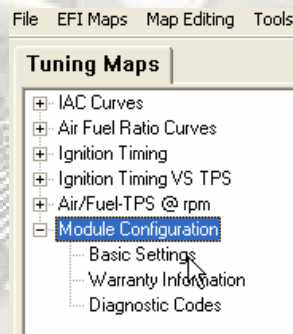 File EFI Maps Map Editing Tools
Tuning Maps
IAC Curves
Air Fuel Ratio Curves
Ignition Timing
Ignition Timing VS TPS
Air/Fuel-TPS @ rpm
Module Configuration
Basic Settings
Warranty Information
Diagnostic Codes